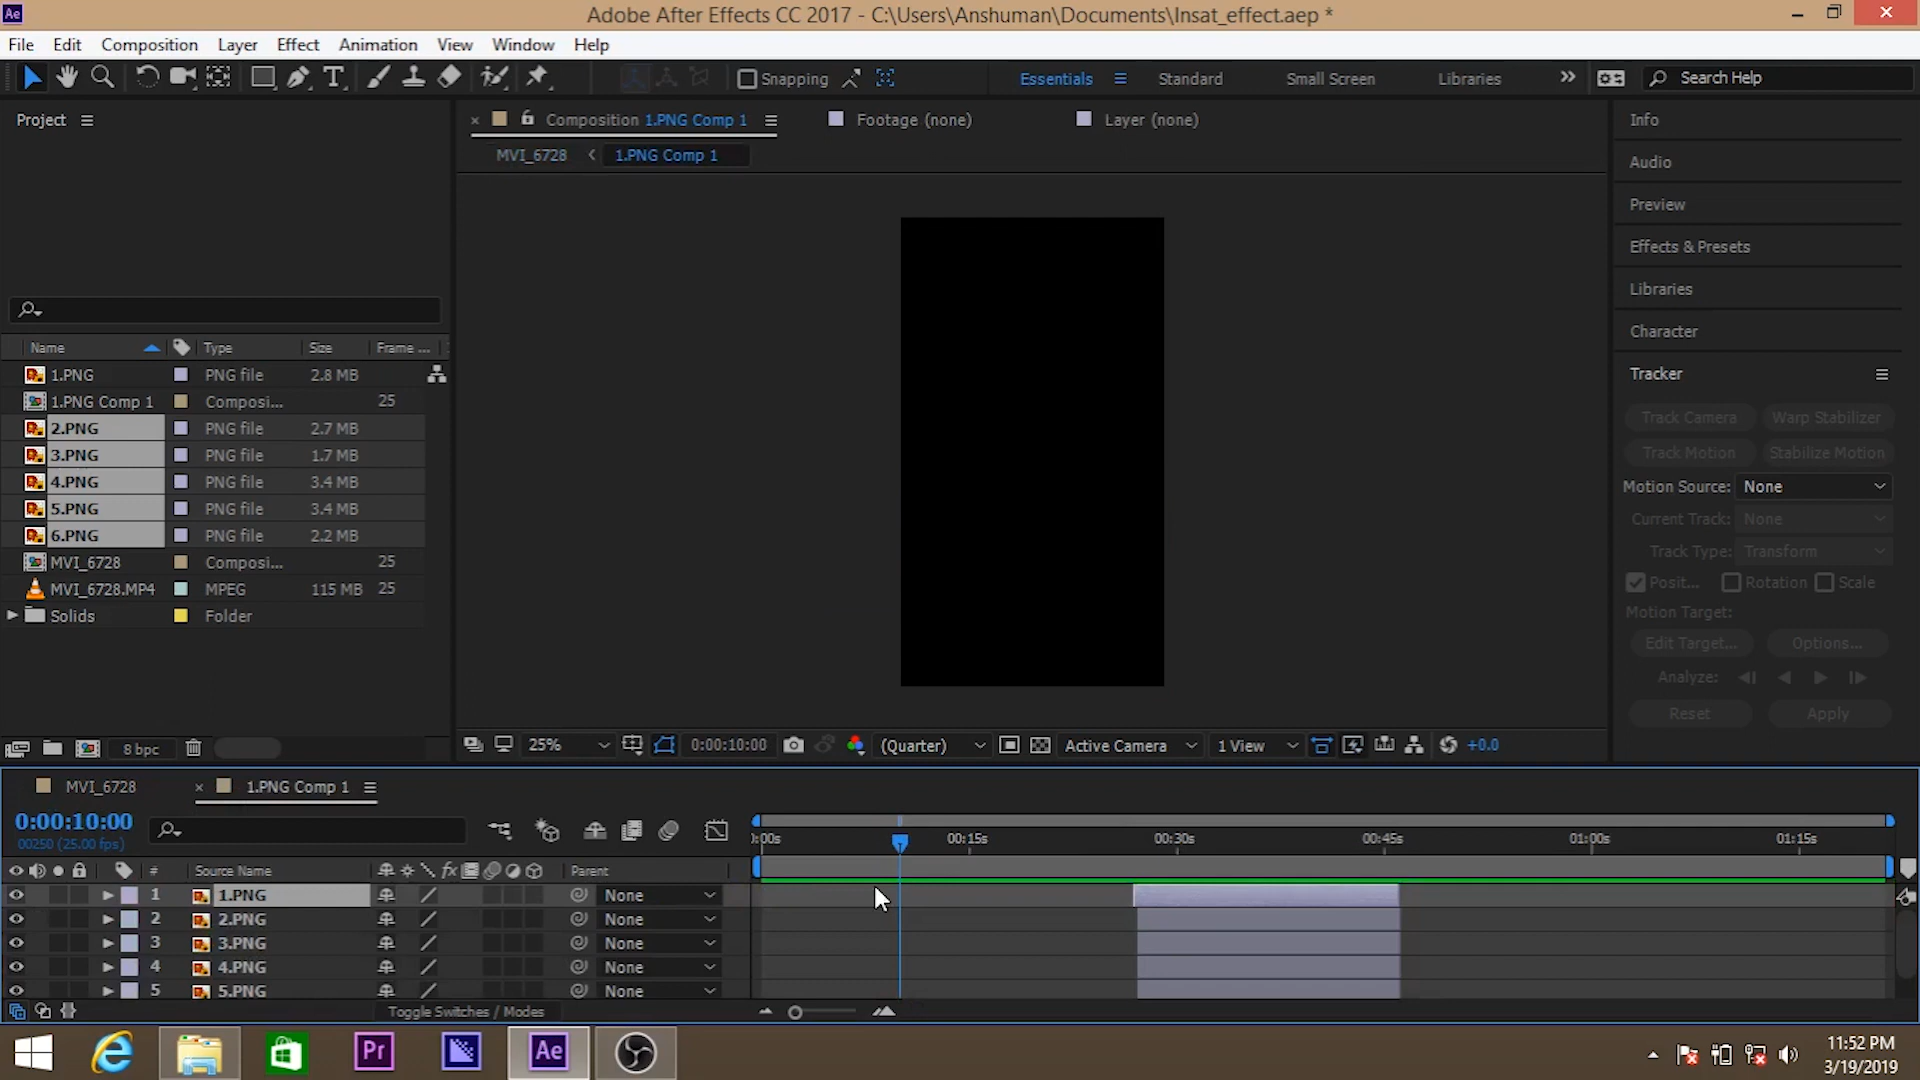 Ae
Adobe After Effects CC 2017 - C:\Users\Anshuman\Documents\Insat_effect.aep *
File Edit Composition Layer Effect Animation View Window Help
Snapping Essentials Standard Small Screen Libraries Search Help
Project
Composition 1.PNG Comp 1 Footage (none) Layer (none)
MVI_6728 1.PNG Comp 1
Name Type Size Frame ...
1.PNG PNG file 2.8 MB
1.PNG Comp 1 Composi... 25
2.PNG PNG file 2.7 MB
3.PNG PNG file 1.7 MB
4.PNG PNG file 3.4 MB
5.PNG PNG file 3.4 MB
6.PNG PNG file 2.2 MB
MVI_6728 Composi... 25
MVI_6728.MP4 MPEG 115 MB 25
Solids Folder
8 bpc
25% 0:00:10:00 (Quarter) Active Camera 1 View +0.0
Info
Audio
Preview
Effects & Presets
Libraries
Character
Tracker
Track Camera Warp Stabilizer
Track Motion Stabilize Motion
Motion Source: None
Current Track: None
Track Type: Transform
Posit... Rotation Scale
Motion Target:
Edit Target... Options...
Analyze:
Reset Apply
MVI_6728 1.PNG Comp 1
0:00:10:00
00250 (25.00 fps)
):00s 00:15s 00:30s 00:45s 01:00s 01:15s
# Source Name fx Parent
1 1.PNG None
2 2.PNG None
3 3.PNG None
4 4.PNG None
5 5.PNG None
Toggle Switches / Modes
Pr Ae
11:52 PM
3/19/2019